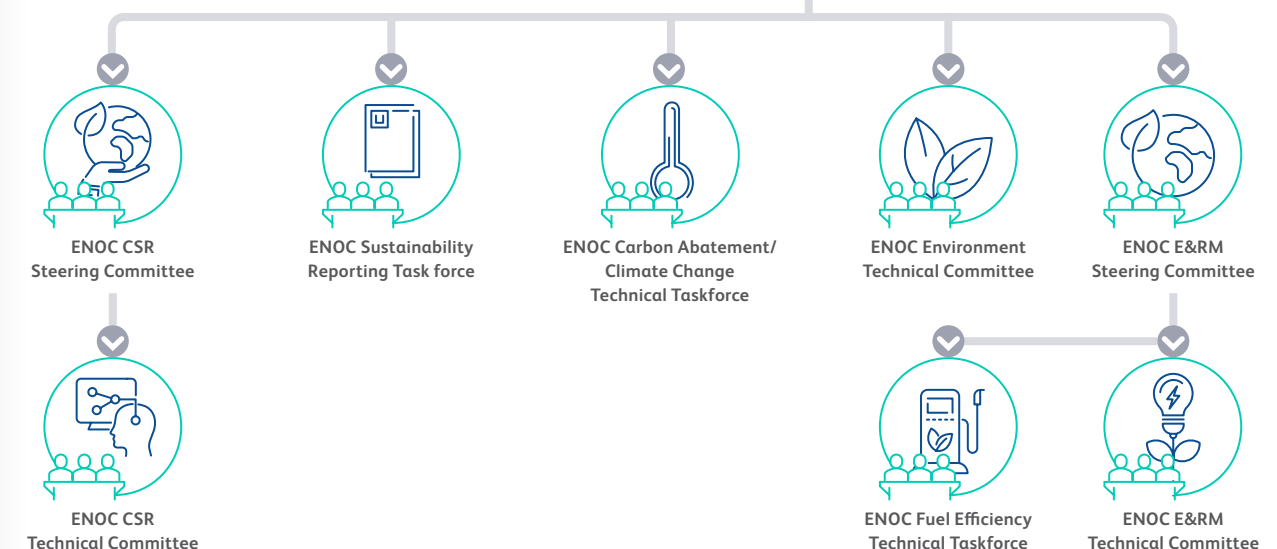 ENOC CSR
Steering Committee
ENOC Sustainability
Reporting Task force
ENOC Carbon Abatement/
Climate Change
Technical Taskforce
ENOC Environment
Technical Committee
ENOC E&RM
Steering Committee
ENOC CSR
Technical Committee
ENOC Fuel Efficiency
Technical Taskforce
ENOC E&RM
Technical Committee